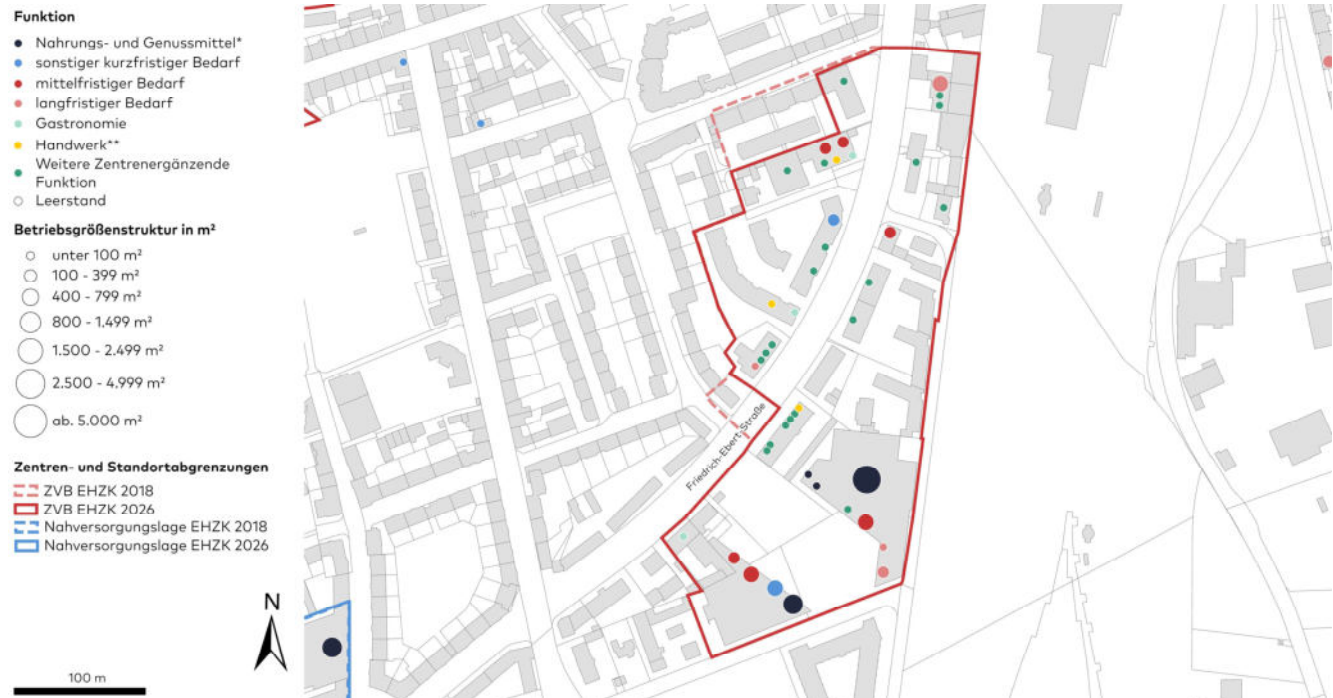 Funktion
Nahrungs- und Genussmittel*
sonstiger kurzfristiger Bedarf
mittelfristiger Bedarf
langfristiger Bedarf
Gastronomie
Handwerk**
Weitere Zentrenergänzende
Funktion
Leerstand
Betriebsgrößenstruktur in m²
unter 100 m²
100 - 399 m²
400 - 799 m²
800 - 1.499 m²
1.500 - 2.499 m²
2.500 - 4.999 m²
ab. 5.000 m²
Zentren- und Standortabgrenzungen
ZVB EHZK 2018
ZVB EHZK 2026
Nahversorgungslage EHZK 2018
Nahversorgungslage EHZK 2026
N
100 m
Friedrich-Ebert-Straße